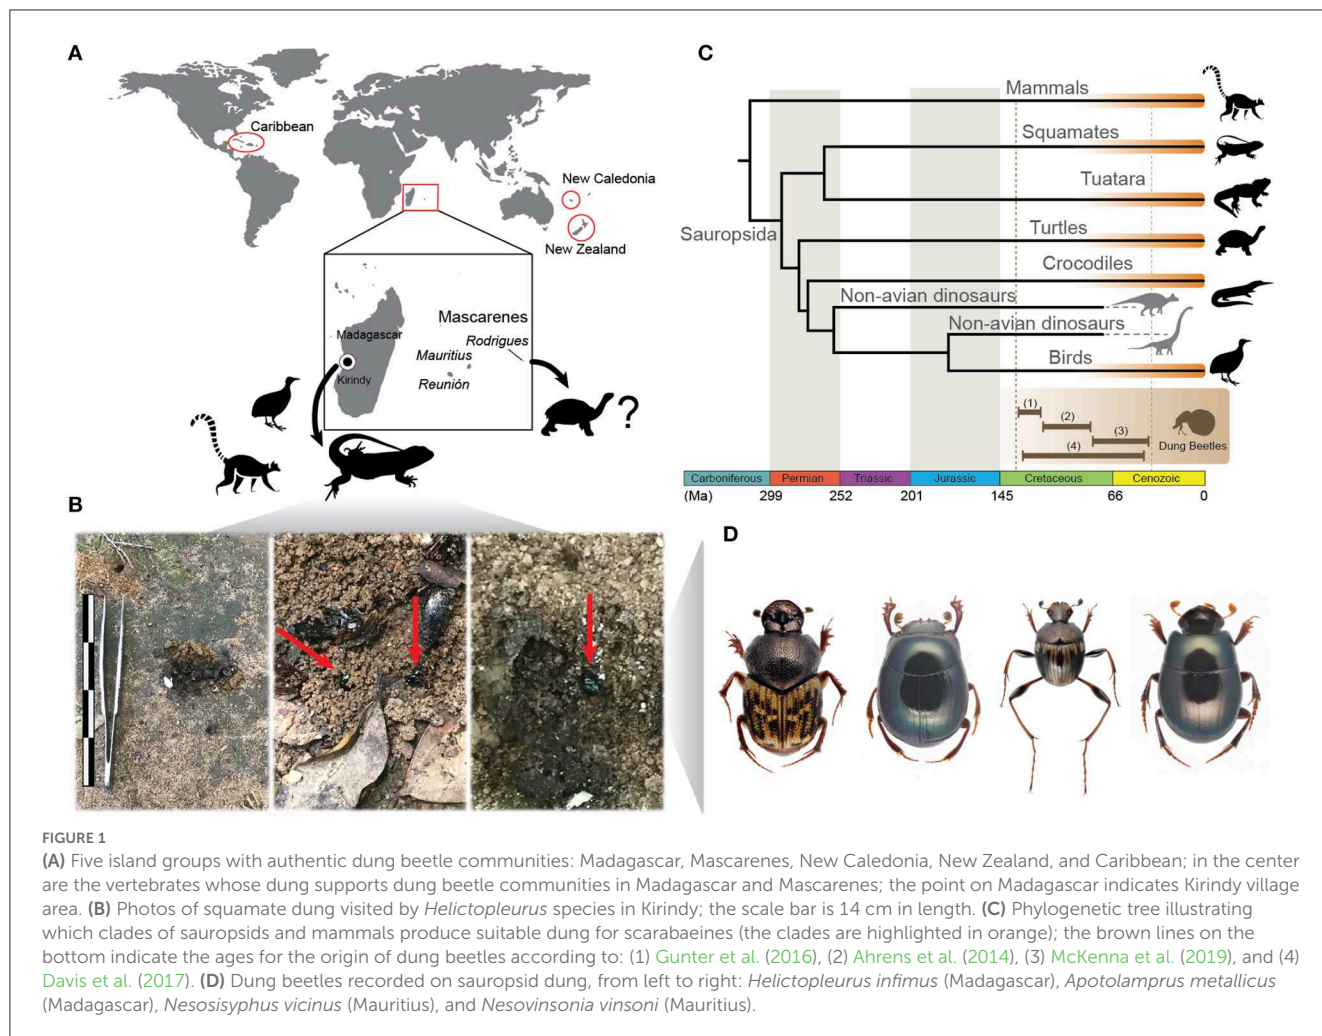 (A)
Caribbean
New Caledonia
New Zealand
Madagascar
Kirindy
Mascarenes
Rodrigues
Mauritius
Reunión
?
(C)
Mammals
Squamates
Tuatara
Sauropsida
Turtles
Crocodiles
Non-avian dinosaurs
Non-avian dinosaurs
Birds
(1)
(2)
(3)
(4)
Dung Beetles
Carboniferous Permian Triassic Jurassic Cretaceous Cenozoic
(Ma) 299 252 201 145 66 0
B
D
FIGURE 1
(A) Five island groups with authentic dung beetle communities: Madagascar, Mascarenes, New Caledonia, New Zealand, and Caribbean; in the center
are the vertebrates whose dung supports dung beetle communities in Madagascar and Mascarenes; the point on Madagascar indicates Kirindy village
area. (B) Photos of squamate dung visited by Helictopleurus species in Kirindy; the scale bar is 14 cm in length. (C) Phylogenetic tree illustrating
which clades of sauropsids and mammals produce suitable dung for scarabaeines (the clades are highlighted in orange); the brown lines on the
bottom indicate the ages for the origin of dung beetles according to: (1) Gunter et al. (2016), (2) Ahrens et al. (2014), (3) McKenna et al. (2019), and (4)
Davis et al. (2017). (D) Dung beetles recorded on sauropsid dung, from left to right: Helictopleurus infimus (Madagascar), Apotolamprus metallicus
(Madagascar), Nesosisyphus vicinus (Mauritius), and Nesovinsonia vinsoni (Mauritius).